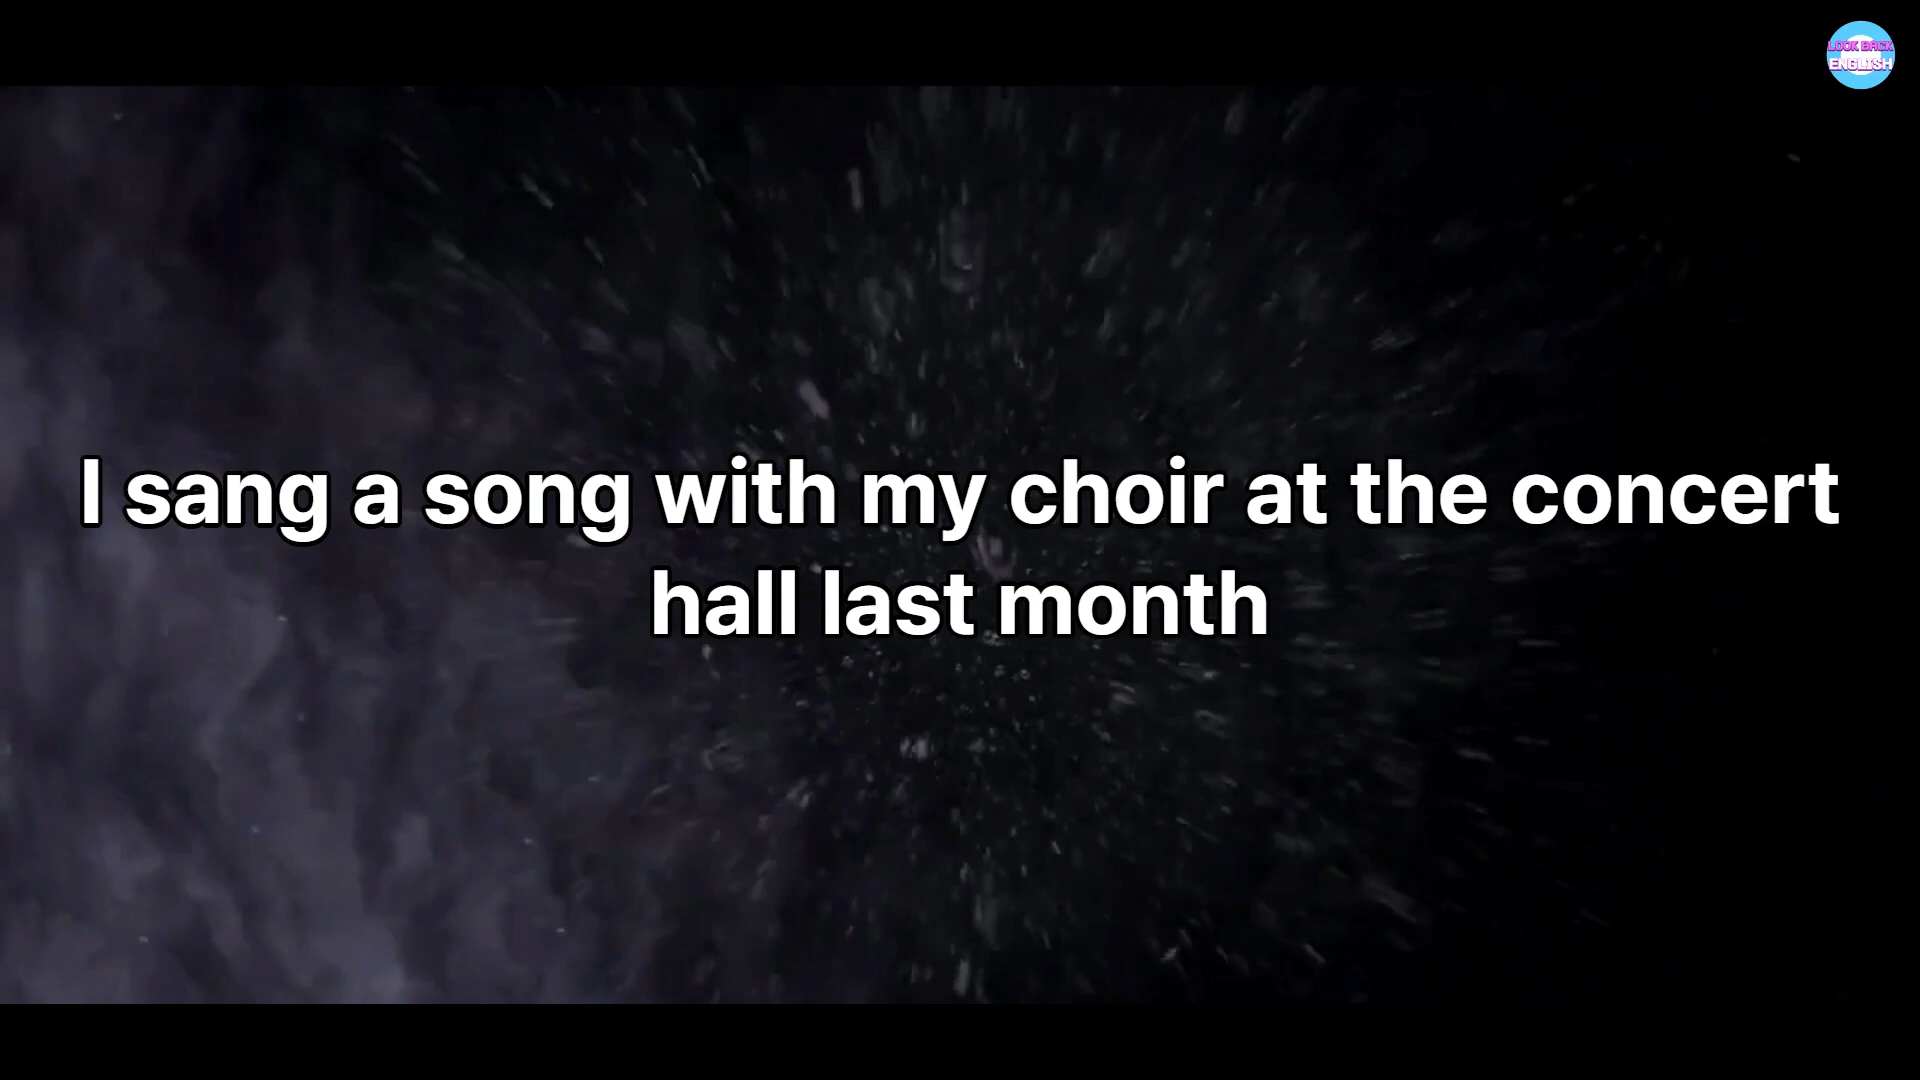 LOOK BACK
ENGLISH
I sang a song with my choir at the concert
hall last month